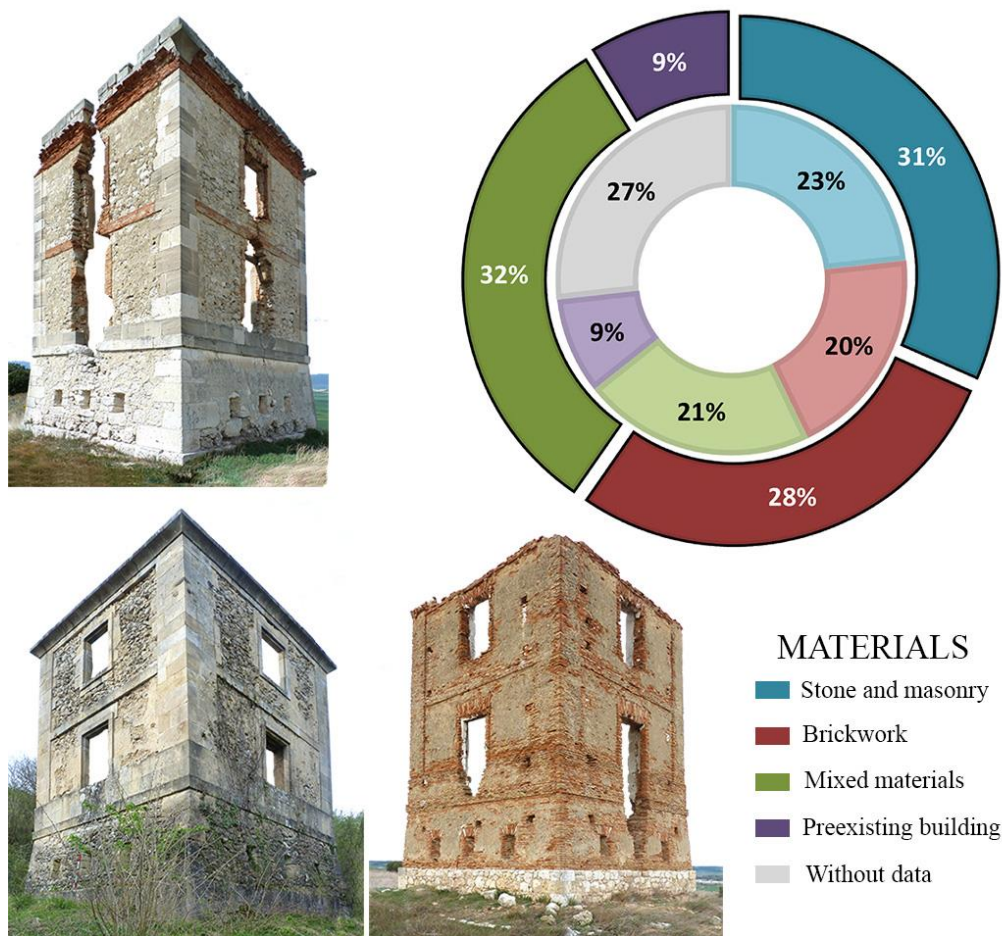 9%
31%
23%
27%
32%
9%
20%
21%
28%
MATERIALS
Stone and masonry
Brickwork
Mixed materials
Preexisting building
Without data